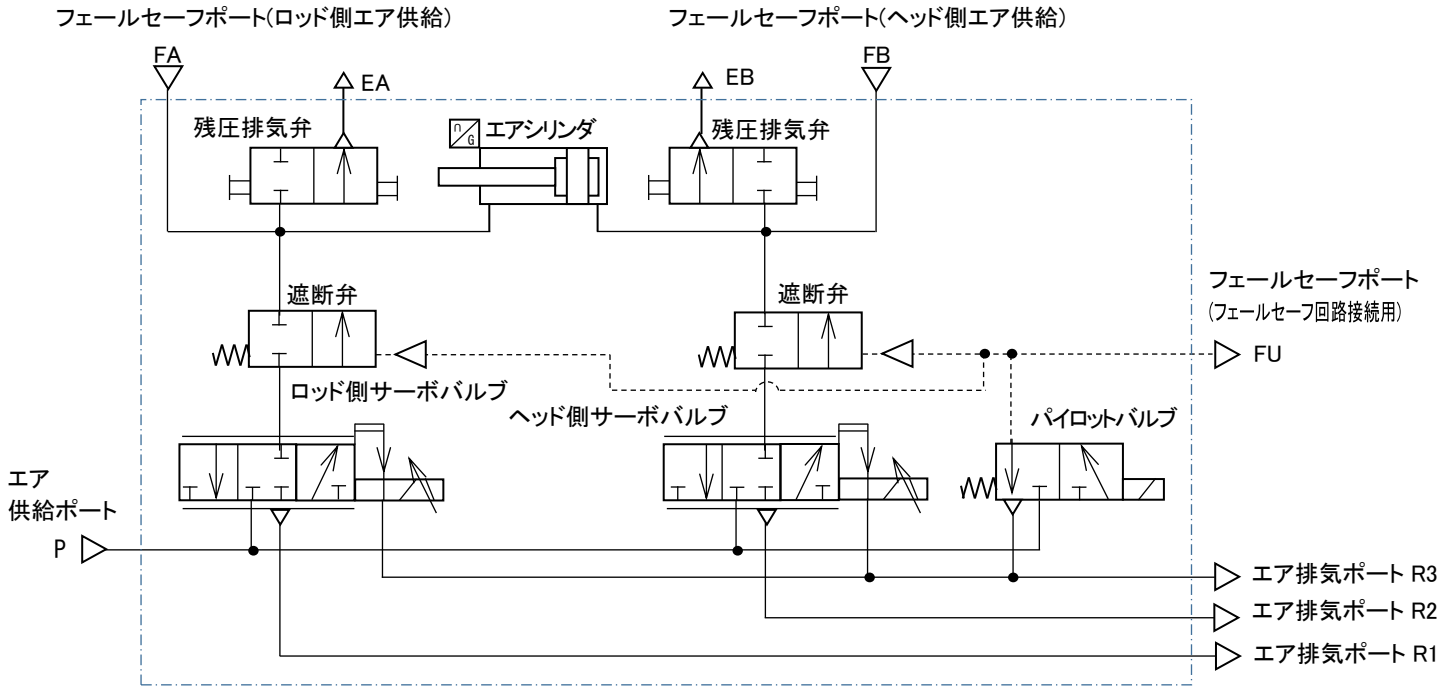 フェールセーフポート(ロッド側エア供給)
フェールセーフポート(ヘッド側エア供給)
FA
EA
EB
FB
残圧排気弁
n
G
エアシリンダ
残圧排気弁
遮断弁
遮断弁
フェールセーフポート
(フェールセーフ回路接続用)
FU
ロッド側サーボバルブ
ヘッド側サーボバルブ
パイロットバルブ
エア
供給ポート
P
エア排気ポート R3
エア排気ポート R2
エア排気ポート R1